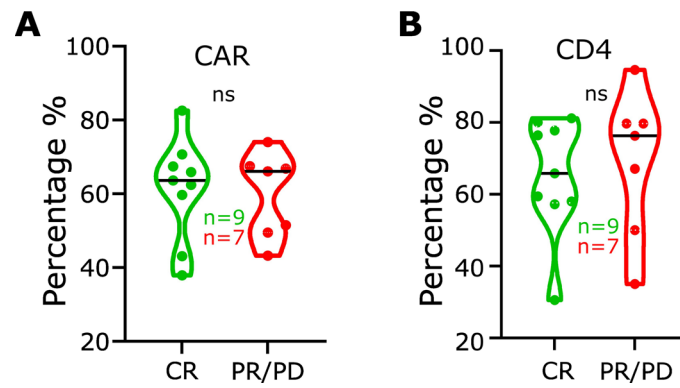 A
CAR
ns
Percentage %
100
80
60
40
20
n=9
n=7
CR
PR/PD
B
CD4
ns
Percentage %
100
80
60
40
20
n=9
n=7
CR
PR/PD